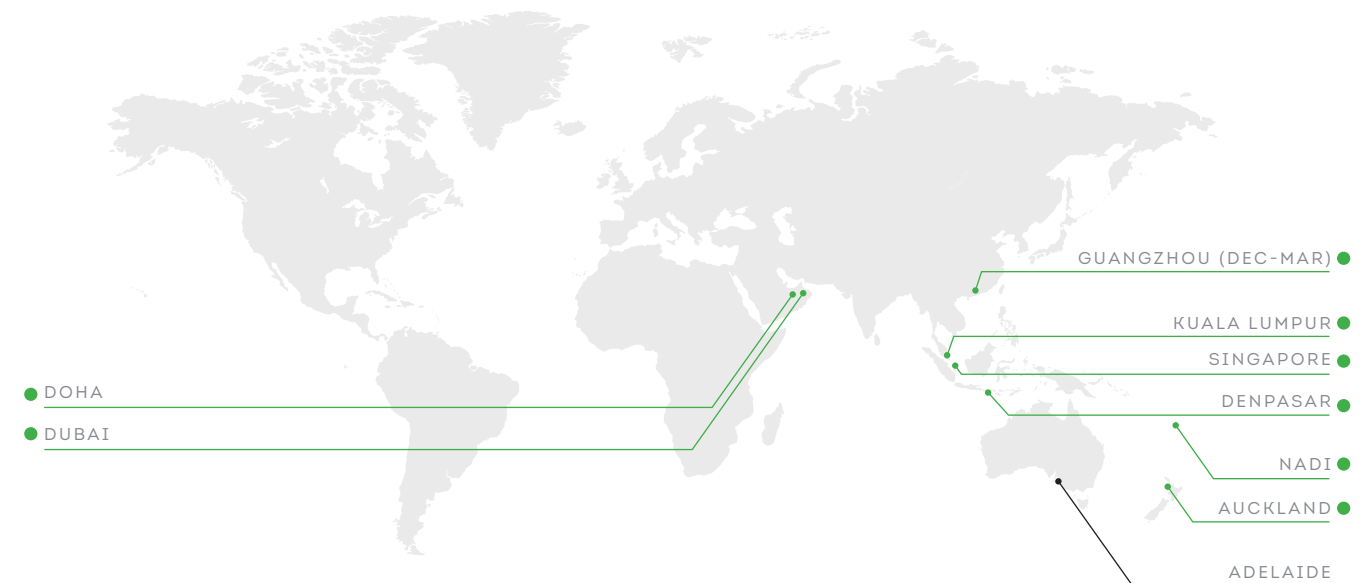 GUANGZHOU (DEC-MAR)
KUALA LUMPUR
SINGAPORE
DOHA
DENPASAR
DUBAI
NADI
AUCKLAND
ADELAIDE